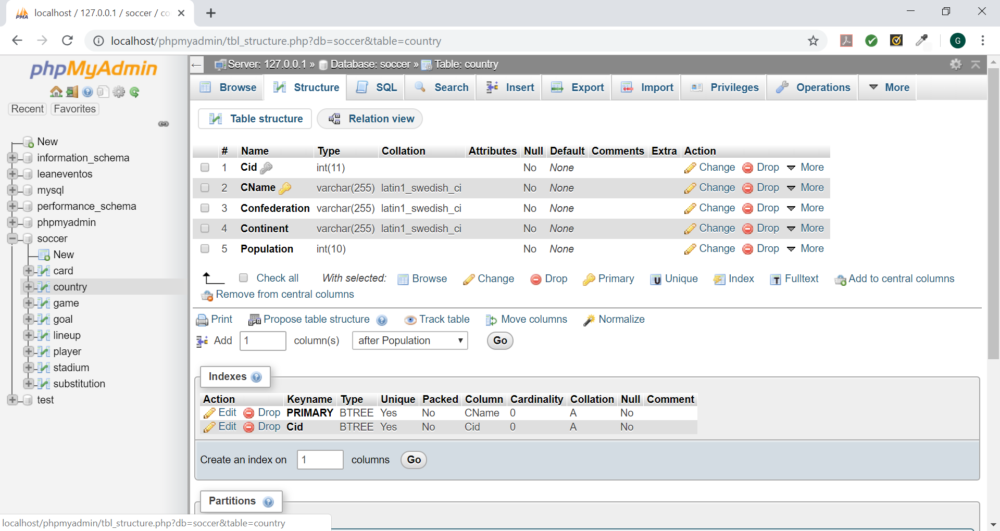 localhost / 127.0.0.1 / soccer / co
localhost/phpmyadmin/tbl_structure.php?db=soccer&table=country
G
PMA
phpMyAdmin
Recent Favorites
New
information_schema
leaneventos
mysql
performance_schema
phpmyadmin
soccer
New
card
country
game
goal
lineup
player
stadium
substitution
test
Server: 127.0.0.1 » Database: soccer » Table: country
Browse Structure SQL Search Insert Export Import Privileges Operations More
Table structure Relation view
# Name Type Collation Attributes Null Default Comments Extra Action
1 Cid int(11) No None Change Drop More
2 CName varchar(255) latin1_swedish_ci No None Change Drop More
3 Confederation varchar(255) latin1_swedish_ci No None Change Drop More
4 Continent varchar(255) latin1_swedish_ci No None Change Drop More
5 Population int(10) No None Change Drop More
Check all With selected: Browse Change Drop Primary Unique Index Fulltext Add to central columns
Remove from central columns
Print Propose table structure Track table Move columns Normalize
Add 1 column(s) after Population Go
Indexes
Action Keyname Type Unique Packed Column Cardinality Collation Null Comment
Edit Drop PRIMARY BTREE Yes No CName 0 A No
Edit Drop Cid BTREE Yes No Cid 0 A No
Create an index on 1 columns Go
Partitions
localhost/phpmyadmin/tbl_structure.php?db=soccer&table=country